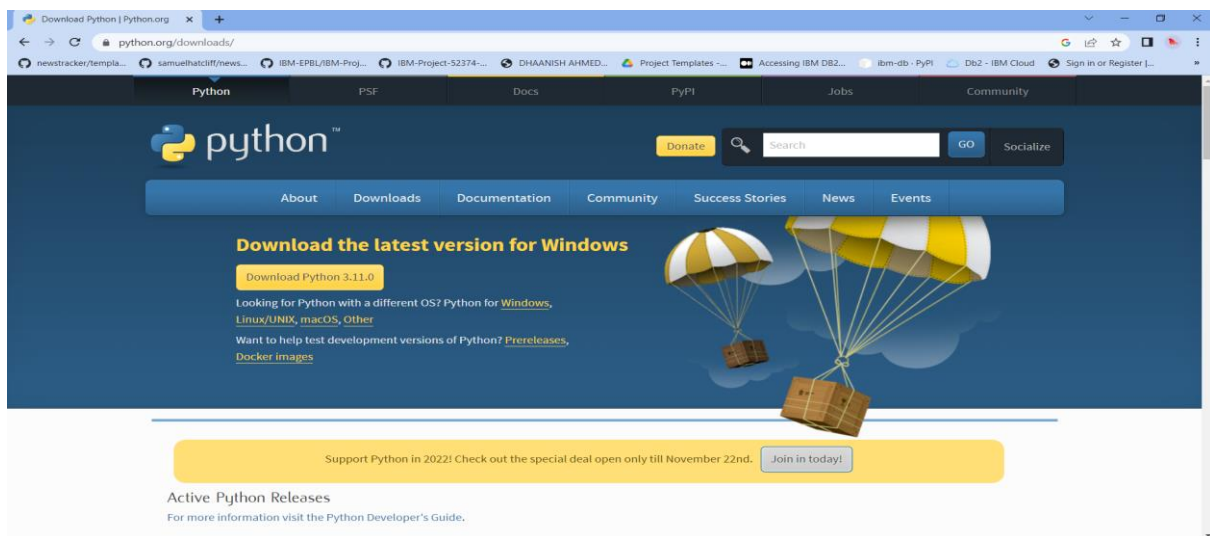 Download Python | Python.org
python.org/downloads/
newstracker/templa... samuelhatcliff/news... IBM-EPBL/IBM-Proj... IBM-Project-52374-... DHAANISH AHMED... Project Templates -... Accessing IBM DB2... ibm-db · PyPI Db2 - IBM Cloud Sign in or Register |... »
Python PSF Docs PyPI Jobs Community
python™
Donate Search GO Socialize
About Downloads Documentation Community Success Stories News Events
Download the latest version for Windows
Download Python 3.11.0
Looking for Python with a different OS? Python for Windows,
Linux/UNIX, macOS, Other
Want to help test development versions of Python? Prereleases,
Docker images
Support Python in 2022! Check out the special deal open only till November 22nd. Join in today!
Active Python Releases
For more information visit the Python Developer's Guide.